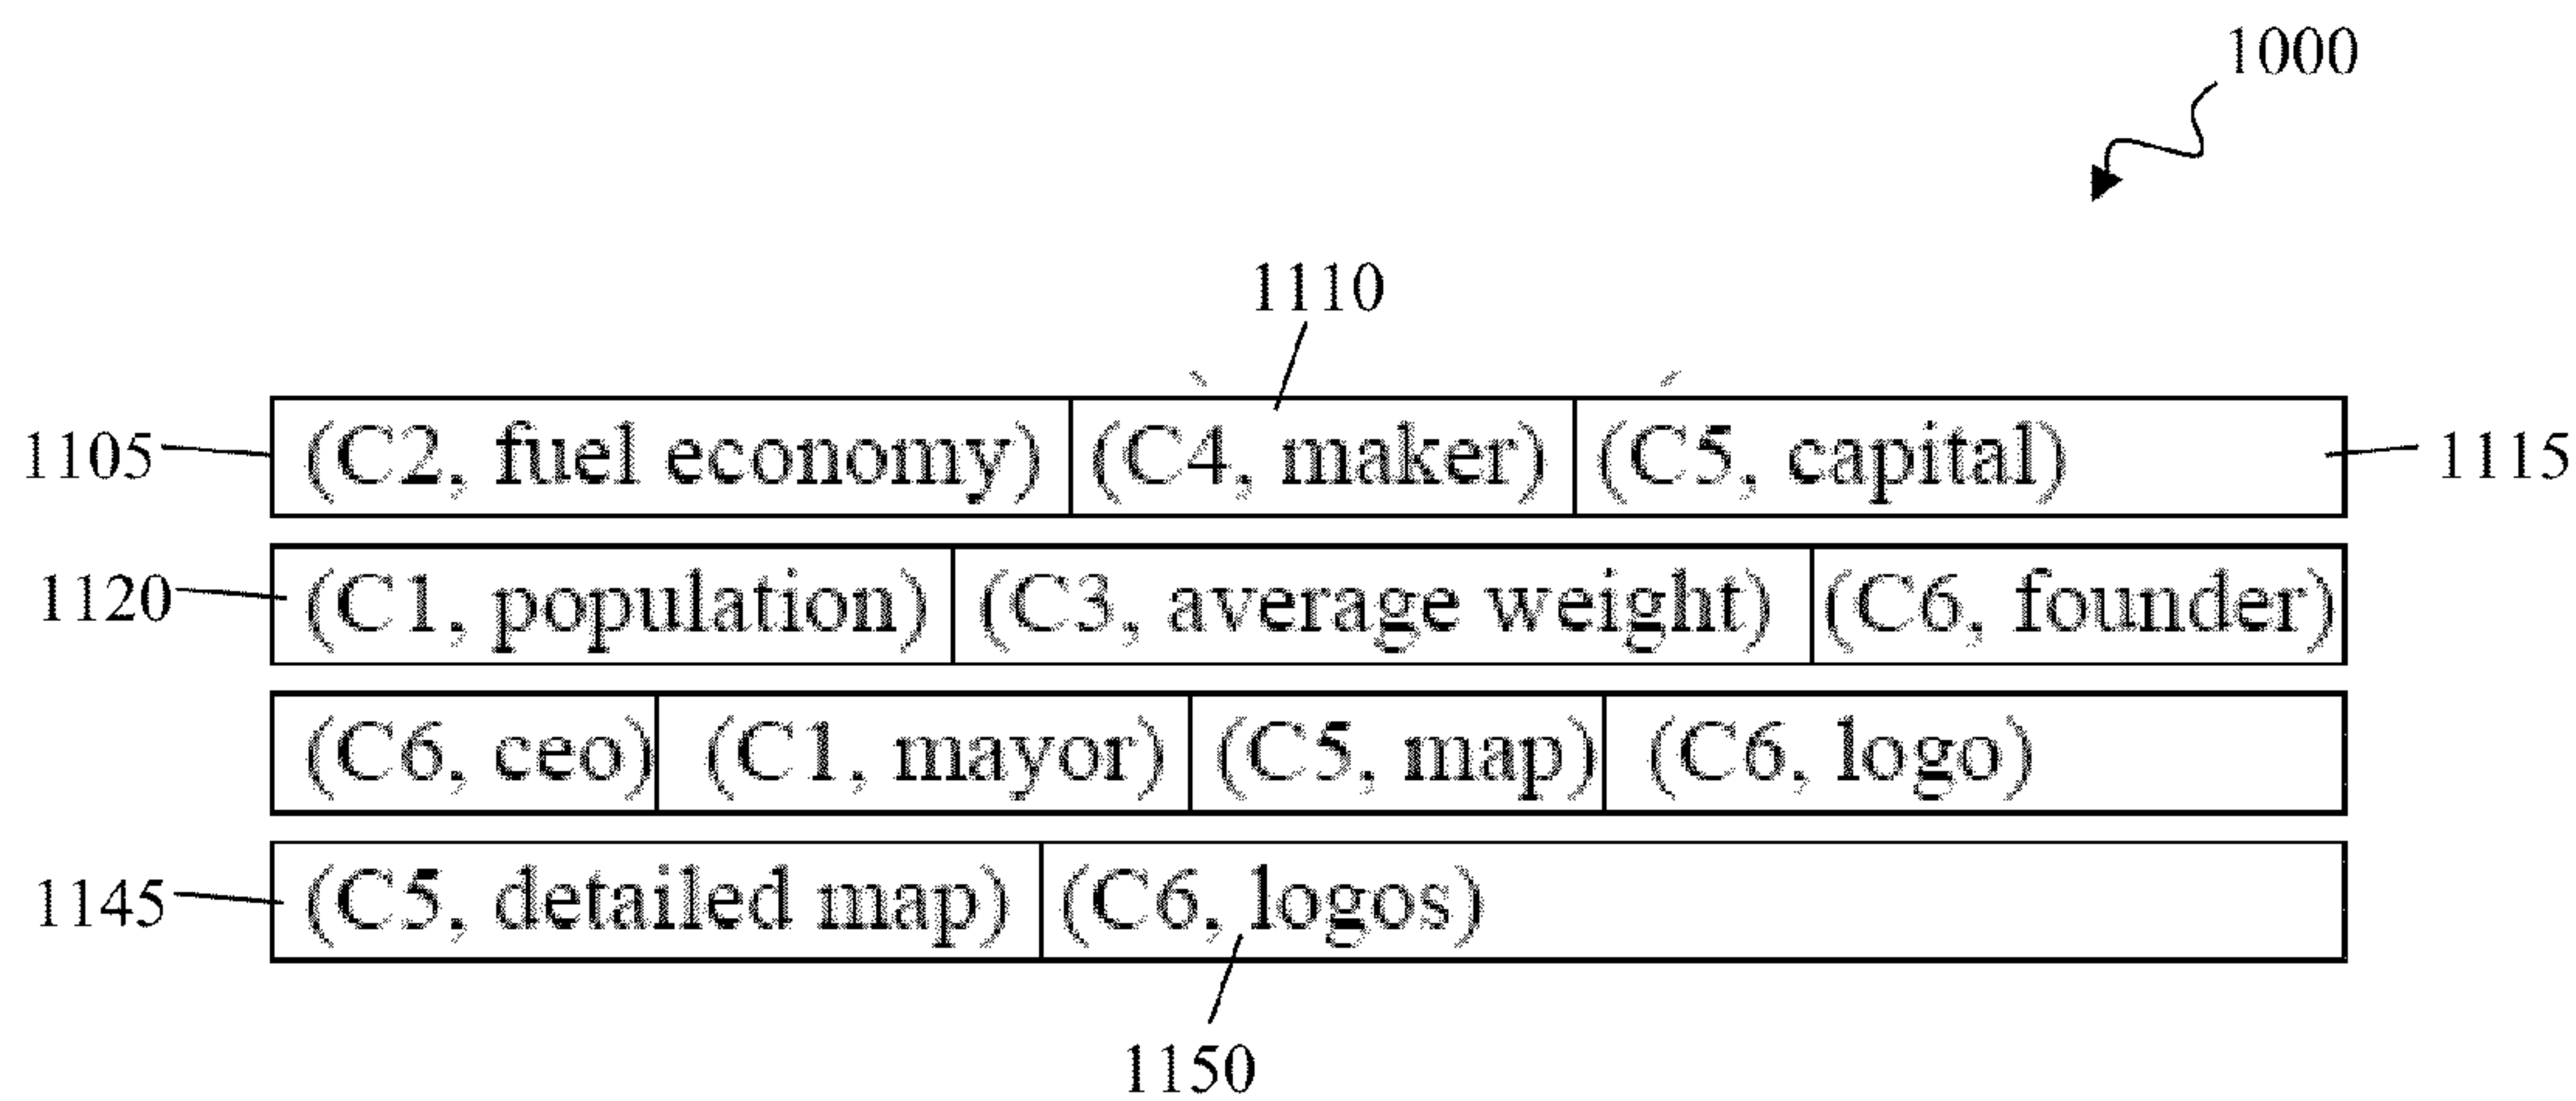 1000
1110
1105 (C2, fuel economy) (C4, maker) (C5, capital) 1115
1120 (C1, population) (C3, average weight) (C6, founder)
(C6, ceo) (C1, mayor) (C5, map) (C6, logo)
1145 (C5, detailed map) (C6, logos)
1150